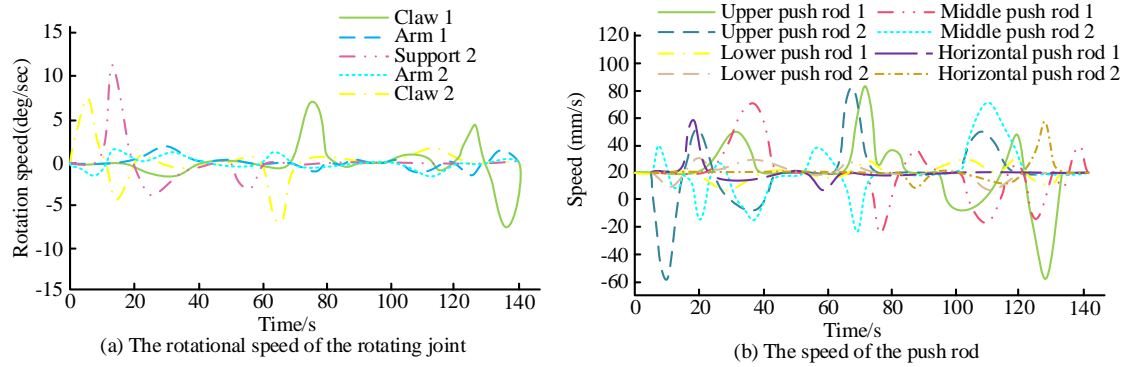 Rotation speed(deg/sec)
15
10
5
0
-5
-10
-15
Claw 1
Arm 1
Support 2
Arm 2
Claw 2
0 20 40 60 80 100 120 140
Time/s
(a) The rotational speed of the rotating joint
Upper push rod 1 Middle push rod 1
Upper push rod 2 Middle push rod 2
Lower push rod 1 Horizontal push rod 1
Lower push rod 2 Horizontal push rod 2
Speed (mm/s)
120
100
80
60
40
20
20
0
-20
-40
-60
0 20 40 60 80 100 120 140
Time/s
(b) The speed of the push rod